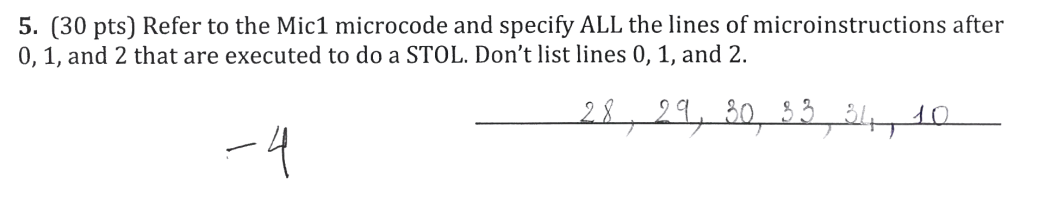 5. (30 pts) Refer to the Mic1 microcode and specify ALL the lines of microinstructions after
0, 1, and 2 that are executed to do a STOL. Don't list lines 0, 1, and 2.
28, 29, 30, 33, 34, 10
-4